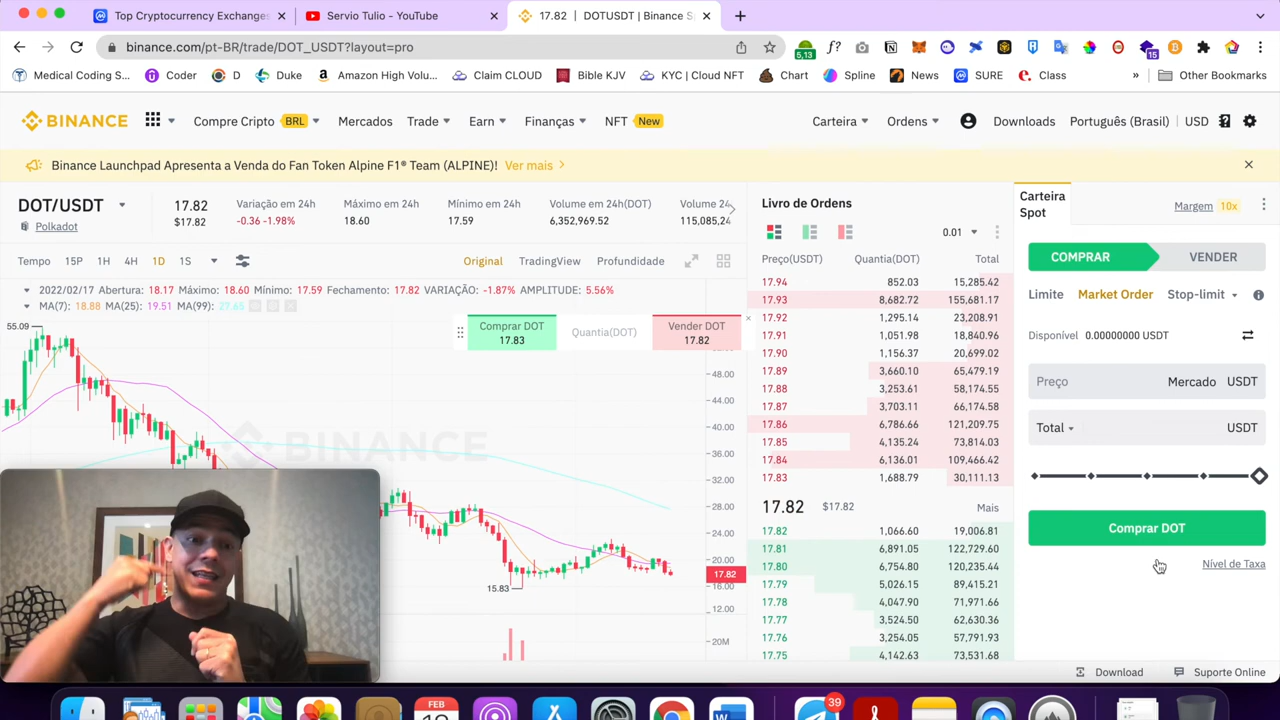 Top Cryptocurrency Exchanges
Servio Tulio - YouTube
17.82 | DOTUSDT | Binance S
binance.com/pt-BR/trade/DOT_USDT?layout=pro
5,13
f?
15
Medical Coding S...
Coder
D
Duke
Amazon High Volu...
Claim CLOUD
Bible KJV
KYC | Cloud NFT
Chart
Spline
News
SURE
Class
»
Other Bookmarks
BINANCE
Compre Cripto BRL
Mercados
Trade
Earn
Finanças
NFT New
Carteira
Ordens
Downloads
Português (Brasil)
USD
Binance Launchpad Apresenta a Venda do Fan Token Alpine F1® Team (ALPINE)! Ver mais
DOT/USDT
Polkadot
17.82
$17.82
Variação em 24h
-0.36 -1.98%
Máximo em 24h
18.60
Mínimo em 24h
17.59
Volume em 24h(DOT)
6,352,969.52
Volume 24
115,085,24
Tempo 15P 1H 4H 1D 1S
Original TradingView Profundidade
2022/02/17 Abertura: 18.17 Máximo: 18.60 Mínimo: 17.59 Fechamento: 17.82 VARIAÇÃO: -1.87% AMPLITUDE: 5.56%
MA(7): 18.88 MA(25): 19.51 MA(99): 27.65
55.09
Comprar DOT
17.83
Quantia(DOT)
Vender DOT
17.82
48.00
44.00
40.00
BINANCE
36.00
32.00
28.00
24.00
20.00
17.82
16.00
15.83
12.00
20M
Livro de Ordens
0.01
Preço(USDT) Quantia(DOT) Total
17.94 852.03 15,285.42
17.93 8,682.72 155,681.17
17.92 1,295.14 23,208.91
17.91 1,051.98 18,840.96
17.90 1,156.37 20,699.02
17.89 3,660.10 65,479.19
17.88 3,253.61 58,174.55
17.87 3,703.11 66,174.58
17.86 6,786.66 121,209.75
17.85 4,135.24 73,814.03
17.84 6,136.01 109,466.42
17.83 1,688.79 30,111.13
17.82 $17.82 Mais
17.82 1,066.60 19,006.81
17.81 6,891.05 122,729.60
17.80 6,754.80 120,235.44
17.79 5,026.15 89,415.21
17.78 4,047.90 71,971.66
17.77 3,524.50 62,630.36
17.76 3,254.05 57,791.93
17.75 4,142.63 73,531.68
Carteira
Spot
Margem 10x
COMPRAR VENDER
Limite Market Order Stop-limit
Disponível 0.00000000 USDT
Preço Mercado USDT
Total USDT
Comprar DOT
Nível de Taxa
Download
Suporte Online
FEB
39